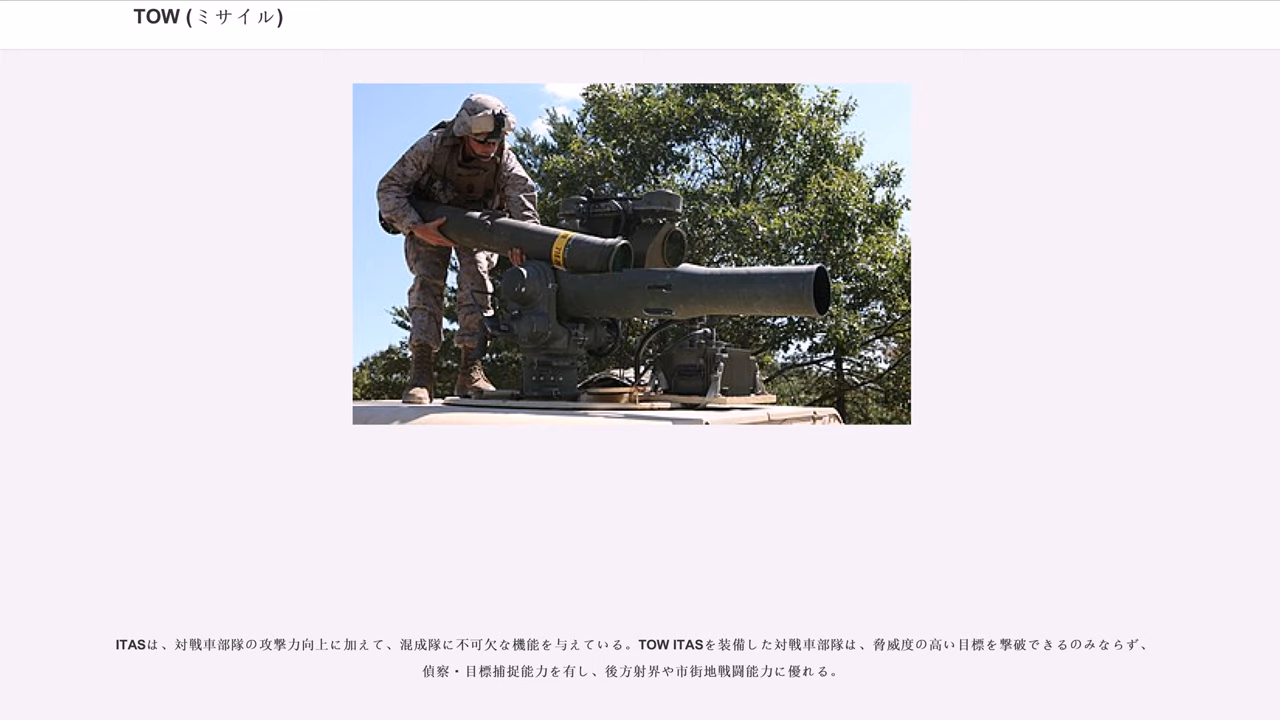 TOW (ミサイル)
ITASは、対戦車部隊の攻撃力向上に加えて、混成隊に不可欠な機能を与えている。TOW ITASを装備した対戦車部隊は、脅威度の高い目標を撃破できるのみならず、
偵察・目標捕捉能力を有し、後方射界や市街地戦闘能力に優れる。